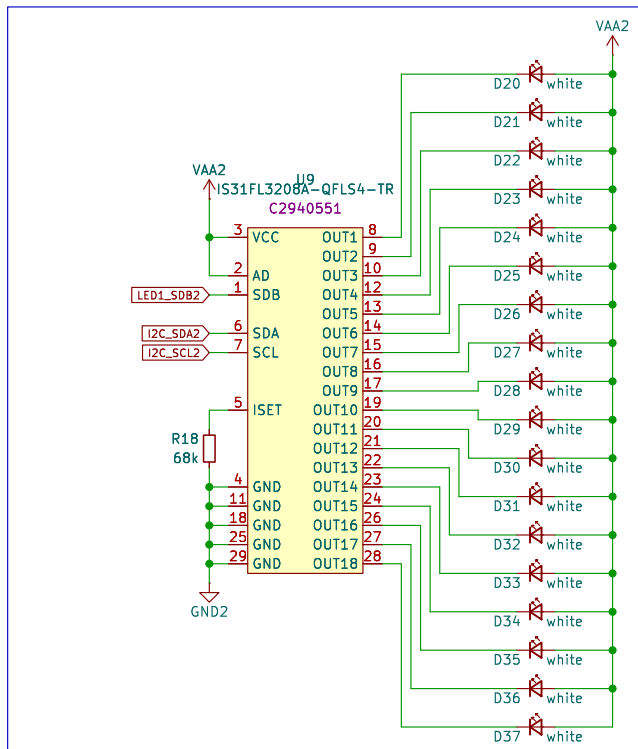 VAA2
D20 white
D21 white
D22 white
VAA2
U9
IS31FL3208A-QFLS4-TR
C2940551
D23 white
D24 white
D25 white
D26 white
D27 white
D28 white
D29 white
D30 white
D31 white
D32 white
D33 white
D34 white
D35 white
D36 white
D37 white
3 VCC OUT1 8
OUT2 9
2 AD OUT3 10
LED1_SDB2 1 SDB OUT4 12
OUT5 13
I2C_SDA2 6 SDA OUT6 14
I2C_SCL2 7 SCL OUT7 15
OUT8 16
OUT9 17
5 ISET OUT10 19
OUT11 20
R18
68k
OUT12 21
OUT13 22
4 GND OUT14 23
11 GND OUT15 24
18 GND OUT16 26
25 GND OUT17 27
29 GND OUT18 28
GND2